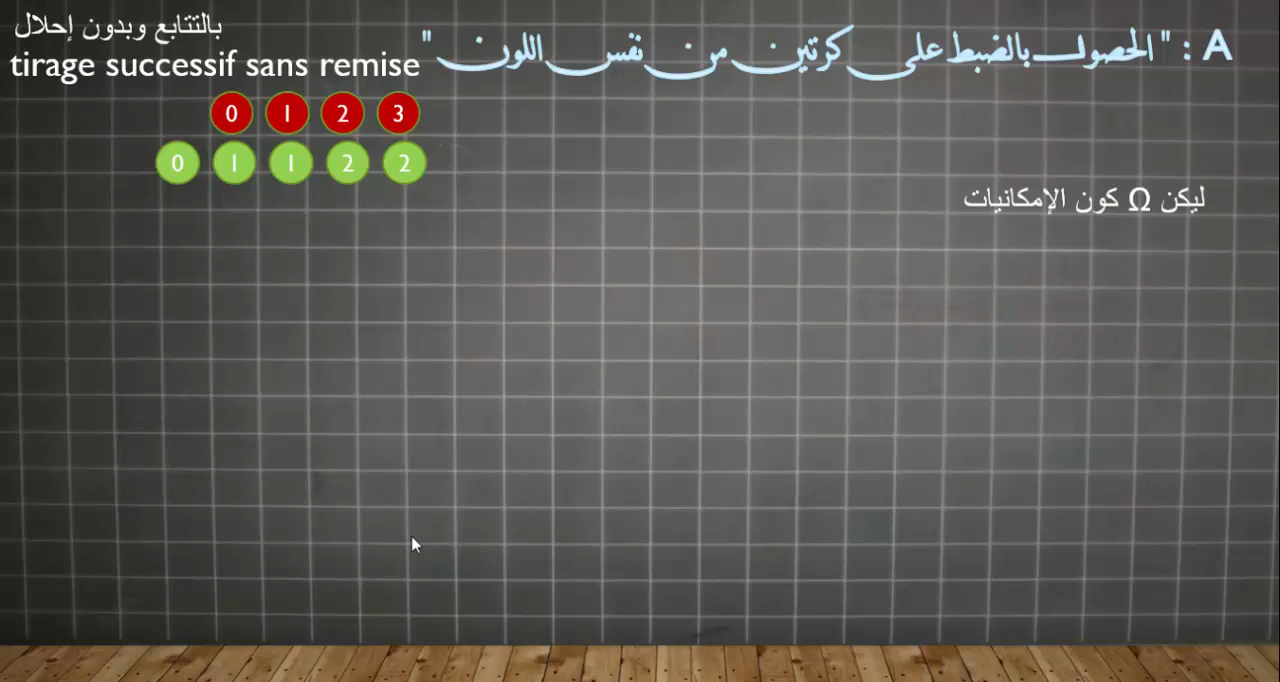 بالتتابع وبدون إحلال
tirage successif sans remise
A : " الحصول بالضبط على كرتين من نفس اللون "
0 1 2 3
0 1 1 2 2
ليكن Ω كون الإمكانيات